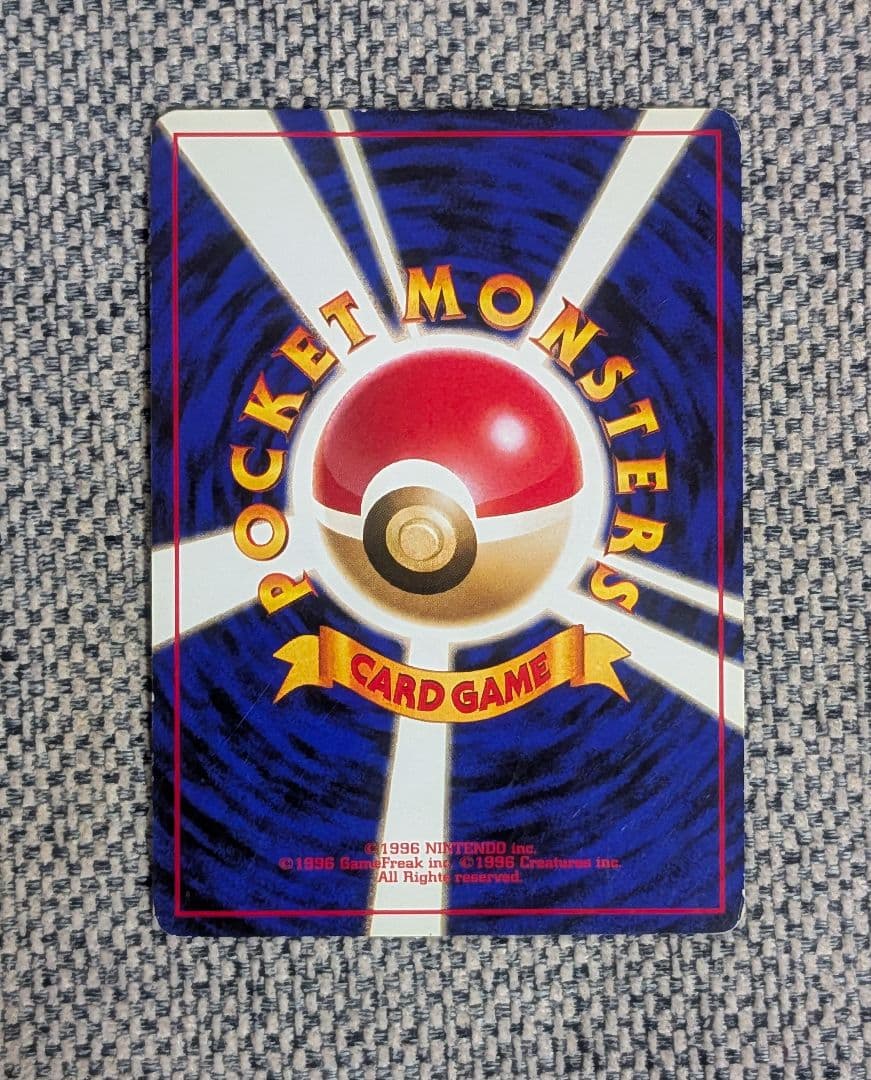 POCKET MONSTERS
CARD GAME
©1996 NINTENDO inc.
©1996 GameFreak inc. ©1996 Creatures inc.
All Rights reserved.